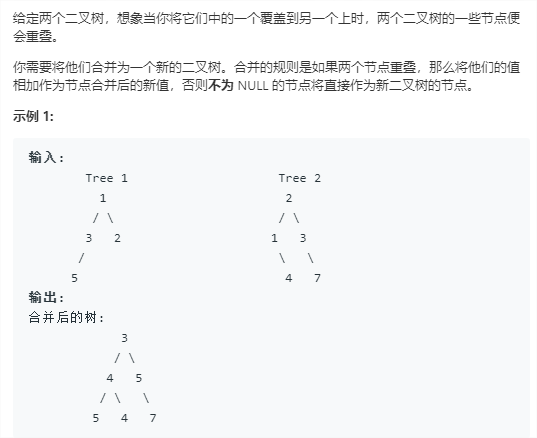 给定两个二叉树，想象当你将它们中的一个覆盖到另一个上时，两个二叉树的一些节点便
会重叠。
你需要将他们合并为一个新的二叉树。合并的规则是如果两个节点重叠，那么将他们的值
相加作为节点合并后的新值，否则不为 NULL 的节点将直接作为新二叉树的节点。
示例 1:
输入:
Tree 1 Tree 2
1 2
/ \ / \
3 2 1 3
/ \ \
5 4 7
输出:
合并后的树:
3
/ \
4 5
/ \ \
5 4 7